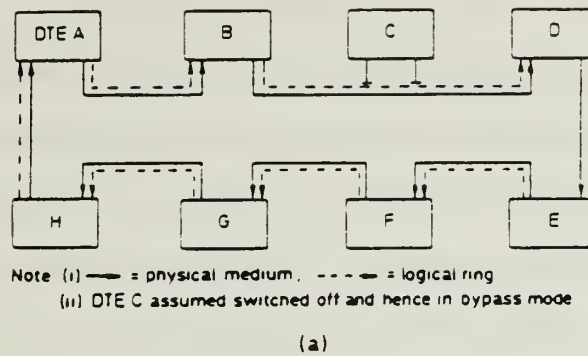 DTE A B C D
H G F E
Note (i) = physical medium, = logical ring
(ii) DTE C assumed switched off and hence in bypass mode
(a)